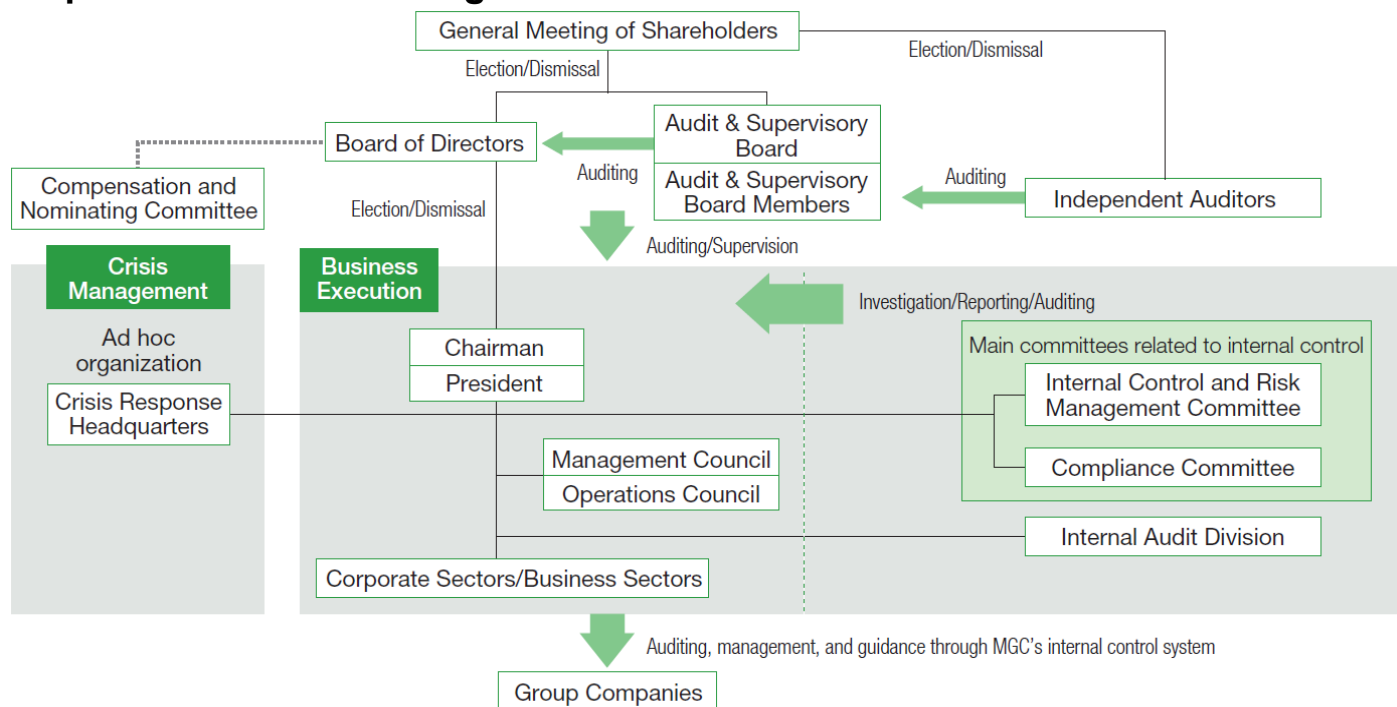 General Meeting of Shareholders
Election/Dismissal
Election/Dismissal
Board of Directors
Audit & Supervisory
Board
Auditing
Audit & Supervisory
Board Members
Auditing
Independent Auditors
Compensation and
Nominating Committee
Election/Dismissal
Auditing/Supervision
Crisis
Management
Business
Execution
Investigation/Reporting/Auditing
Ad hoc
organization
Crisis Response
Headquarters
Chairman
President
Main committees related to internal control
Internal Control and Risk
Management Committee
Compliance Committee
Management Council
Operations Council
Internal Audit Division
Corporate Sectors/Business Sectors
Auditing, management, and guidance through MGC's internal control system
Group Companies